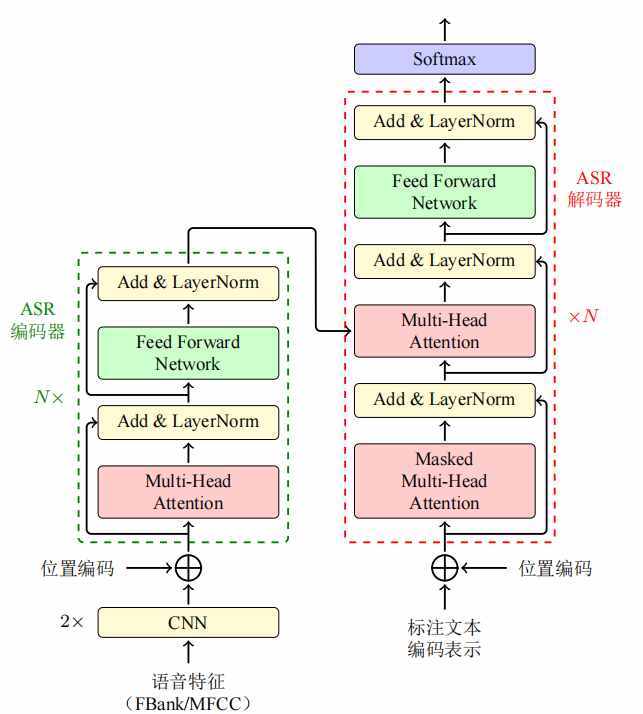 Softmax
Add & LayerNorm
Feed Forward
Network
ASR
解码器
Add & LayerNorm
Multi-Head
Attention
×N
Add & LayerNorm
Masked
Multi-Head
Attention
位置编码
标注文本
编码表示
ASR
编码器
Add & LayerNorm
Feed Forward
Network
N×
Add & LayerNorm
Multi-Head
Attention
位置编码
2×
CNN
语音特征
（FBank/MFCC）